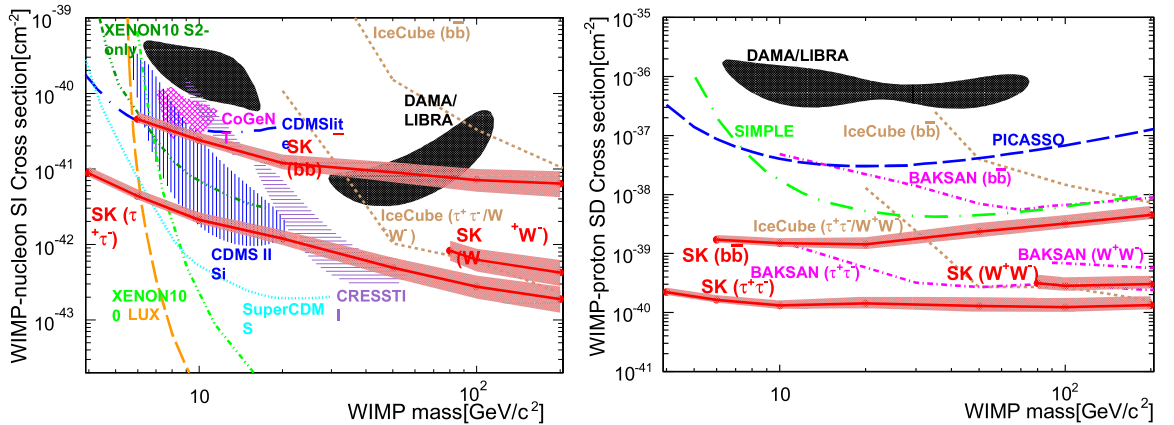 WIMP-nucleon SI Cross section[cm⁻²]
10⁻³⁹
10⁻⁴⁰
10⁻⁴¹
10⁻⁴²
10⁻⁴³
XENON10 S2-
only
IceCube (bb̅)
DAMA/
LIBRA
CoGeN
T
CDMSlit
e
SK
(bb)
SK (τ
⁺τ⁻)
IceCube (τ⁺τ⁻/W
W⁻)
SK
(W
⁺W⁻)
CDMS II
Si
XENON10
0
LUX
SuperCDM
S
CRESSTI
I
10
10²
WIMP mass[GeV/c²]
WIMP-proton SD Cross section[cm⁻²]
10⁻³⁵
10⁻³⁶
10⁻³⁷
10⁻³⁸
10⁻³⁹
10⁻⁴⁰
10⁻⁴¹
DAMA/LIBRA
SIMPLE
IceCube (bb̅)
PICASSO
BAKSAN (bb̅)
IceCube (τ⁺τ⁻/W⁺W⁻)
SK (bb̅)
BAKSAN (τ⁺τ⁻)
BAKSAN (W⁺W⁻)
SK (W⁺W⁻)
SK (τ⁺τ⁻)
10
10²
WIMP mass[GeV/c²]